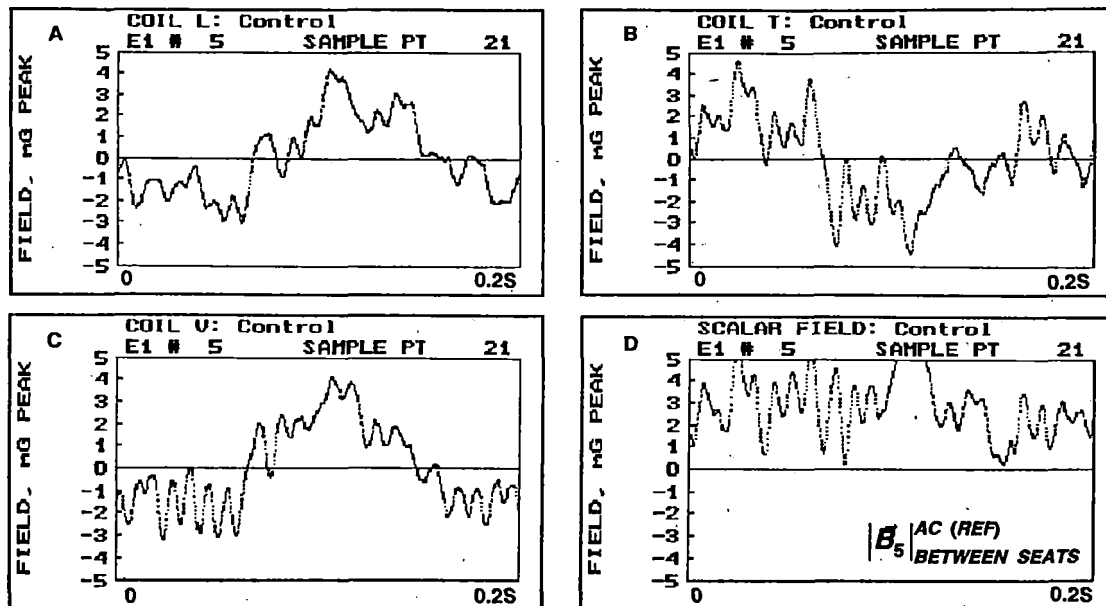 A
COIL L: Control
E1 # 5 SAMPLE PT 21
FIELD, mG PEAK
5
4
3
2
1
0
-1
-2
-3
-4
-5
0 0.2S
B
COIL T: Control
E1 # 5 SAMPLE PT 21
FIELD, mG PEAK
5
4
3
2
1
0
-1
-2
-3
-4
-5
0 0.2S
C
COIL V: Control
E1 # 5 SAMPLE PT 21
FIELD, mG PEAK
5
4
3
2
1
0
-1
-2
-3
-4
-5
0 0.2S
D
SCALAR FIELD: Control
E1 # 5 SAMPLE PT 21
FIELD, mG PEAK
5
4
3
2
1
0
-1
-2
-3
-4
-5
|B⃗₅| AC (REF)
BETWEEN SEATS
0 0.2S